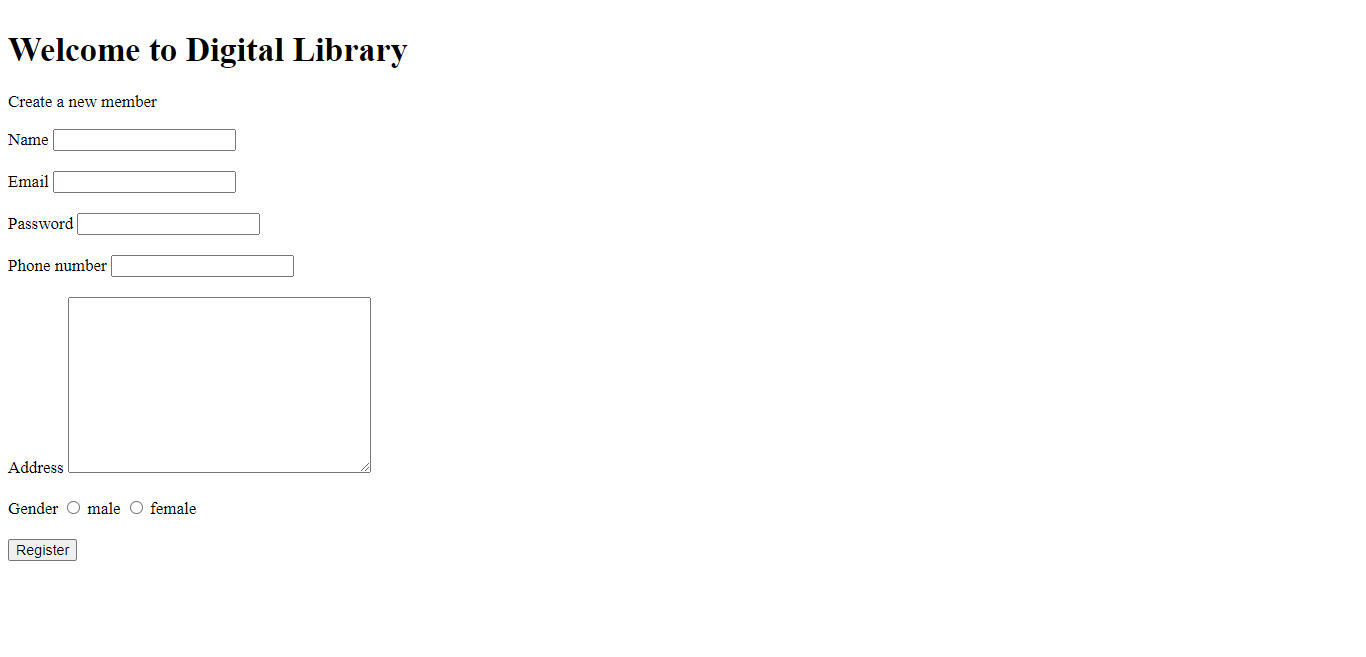 Welcome to Digital Library
Create a new member
Name
Email
Password
Phone number
Address
Gender male female
Register